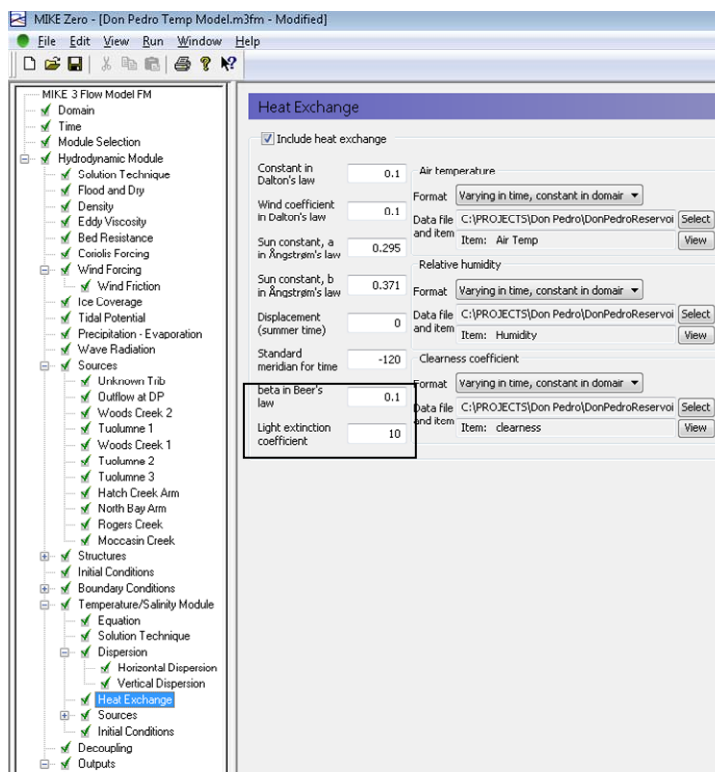 MIKE Zero - [Don Pedro Temp Model.m3fm - Modified]
File Edit View Run Window Help
MIKE 3 Flow Model FM
Domain
Time
Module Selection
Hydrodynamic Module
Solution Technique
Flood and Dry
Density
Eddy Viscosity
Bed Resistance
Coriolis Forcing
Wind Forcing
Wind Friction
Ice Coverage
Tidal Potential
Precipitation - Evaporation
Wave Radiation
Sources
Unknown Trib
Outflow at DP
Woods Creek 2
Tuolumne 1
Woods Creek 1
Tuolumne 2
Tuolumne 3
Hatch Creek Arm
North Bay Arm
Rogers Creek
Moccasin Creek
Structures
Initial Conditions
Boundary Conditions
Temperature/Salinity Module
Equation
Solution Technique
Dispersion
Horizontal Dispersion
Vertical Dispersion
Heat Exchange
Sources
Initial Conditions
Decoupling
Outputs
Heat Exchange
Include heat exchange
Constant in
Dalton's law
0.1
Wind coefficient
in Dalton's law
0.1
Sun constant, a
in Ångstrøm's law
0.295
Sun constant, b
in Ångstrøm's law
0.371
Displacement
(summer time)
0
Standard
meridian for time
-120
beta in Beer's
law
0.1
Light extinction
coefficient
10
Air temperature
Format Varying in time, constant in domair
Data file C:\PROJECTS\Don Pedro\DonPedroReservoi Select
and item Item: Air Temp View
Relative humidity
Format Varying in time, constant in domair
Data file C:\PROJECTS\Don Pedro\DonPedroReservoi Select
and item Item: Humidity View
Clearness coefficient
Format Varying in time, constant in domair
Data file C:\PROJECTS\Don Pedro\DonPedroReservoi Select
and item Item: clearness View